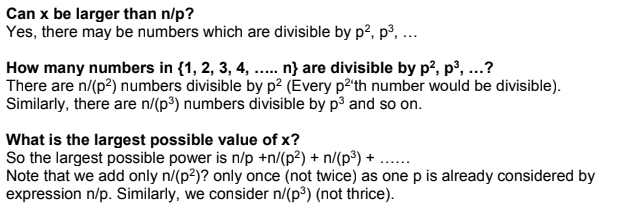 Can x be larger than n/p?
Yes, there may be numbers which are divisible by p², p³, …
How many numbers in {1, 2, 3, 4, ….. n} are divisible by p², p³, …?
There are n/(p²) numbers divisible by p² (Every p²'th number would be divisible).
Similarly, there are n/(p³) numbers divisible by p³ and so on.
What is the largest possible value of x?
So the largest possible power is n/p +n/(p²) + n/(p³) + ……
Note that we add only n/(p²)? only once (not twice) as one p is already considered by
expression n/p. Similarly, we consider n/(p³) (not thrice).